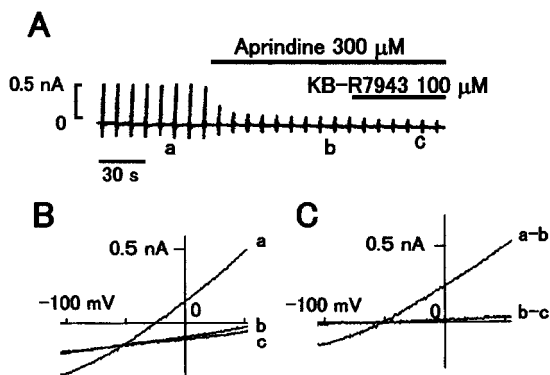 A
Aprindine 300 μM
0.5 nA
KB-R7943 100 μM
0
a
b
c
30 s
B
C
0.5 nA
a
0.5 nA
a-b
-100 mV
0
-100 mV
0
b
c
b-c